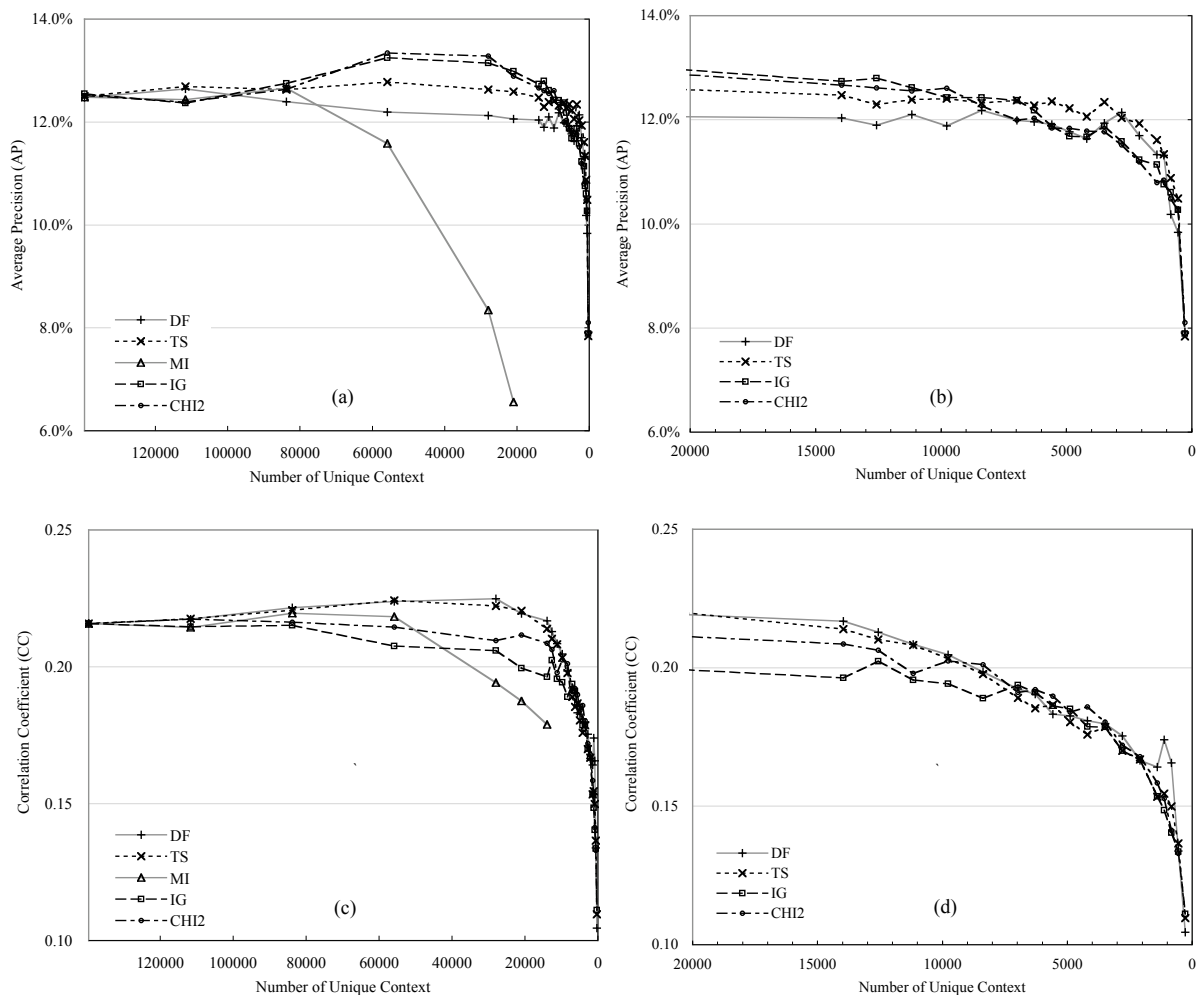 14.0%
12.0%
10.0%
8.0%
6.0%
Average Precision (AP)
DF
TS
MI
IG
CHI2
(a)
120000 100000 80000 60000 40000 20000 0
Number of Unique Context
14.0%
12.0%
10.0%
8.0%
6.0%
Average Precision (AP)
DF
TS
IG
CHI2
(b)
20000 15000 10000 5000 0
Number of Unique Context
0.25
0.20
0.15
0.10
Correlation Coefficient (CC)
DF
TS
MI
IG
CHI2
(c)
120000 100000 80000 60000 40000 20000 0
Number of Unique Context
0.25
0.20
0.15
0.10
Correlation Coefficient (CC)
DF
TS
IG
CHI2
(d)
20000 15000 10000 5000 0
Number of Unique Context